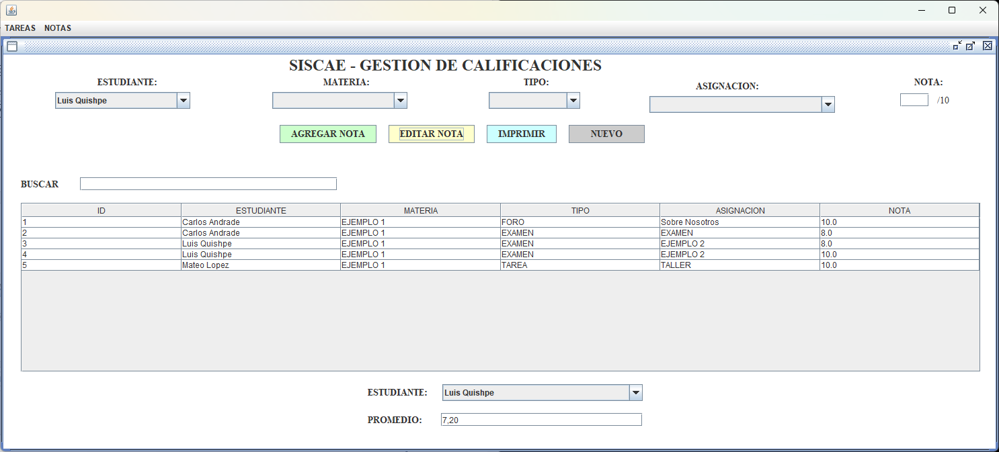 TAREAS NOTAS
SISCAE - GESTION DE CALIFICACIONES
ESTUDIANTE: MATERIA: TIPO: ASIGNACION: NOTA:
Luis Quishpe /10
AGREGAR NOTA EDITAR NOTA IMPRIMIR NUEVO
BUSCAR
ID ESTUDIANTE MATERIA TIPO ASIGNACION NOTA
1 Carlos Andrade EJEMPLO 1 FORO Sobre Nosotros 10.0
2 Carlos Andrade EJEMPLO 1 EXAMEN EXAMEN 8.0
3 Luis Quishpe EJEMPLO 1 EXAMEN EJEMPLO 2 8.0
4 Luis Quishpe EJEMPLO 1 EXAMEN EJEMPLO 2 10.0
5 Mateo Lopez EJEMPLO 1 TAREA TALLER 10.0
ESTUDIANTE: Luis Quishpe
PROMEDIO: 7,20